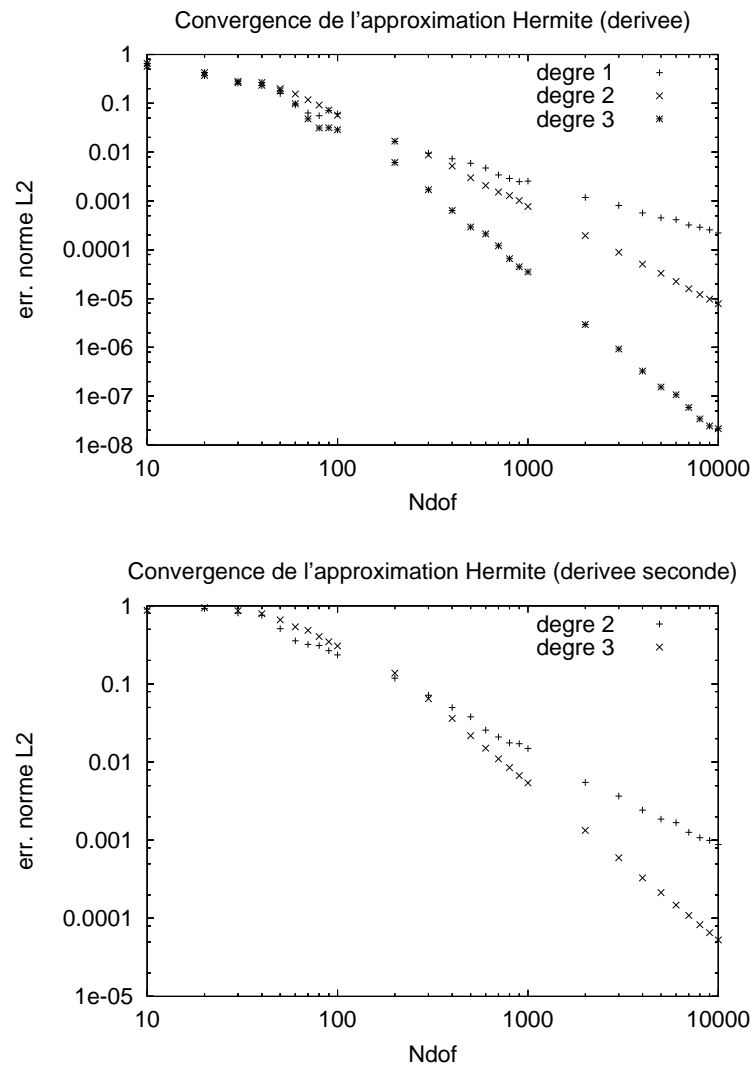 Convergence de l'approximation Hermite (derivee)
degre 1
degre 2
degre 3
1
0.1
0.01
0.001
0.0001
1e-05
1e-06
1e-07
1e-08
err. norme L2
10 100 1000 10000
Ndof
Convergence de l'approximation Hermite (derivee seconde)
degre 2
degre 3
1
0.1
0.01
0.001
0.0001
1e-05
err. norme L2
10 100 1000 10000
Ndof